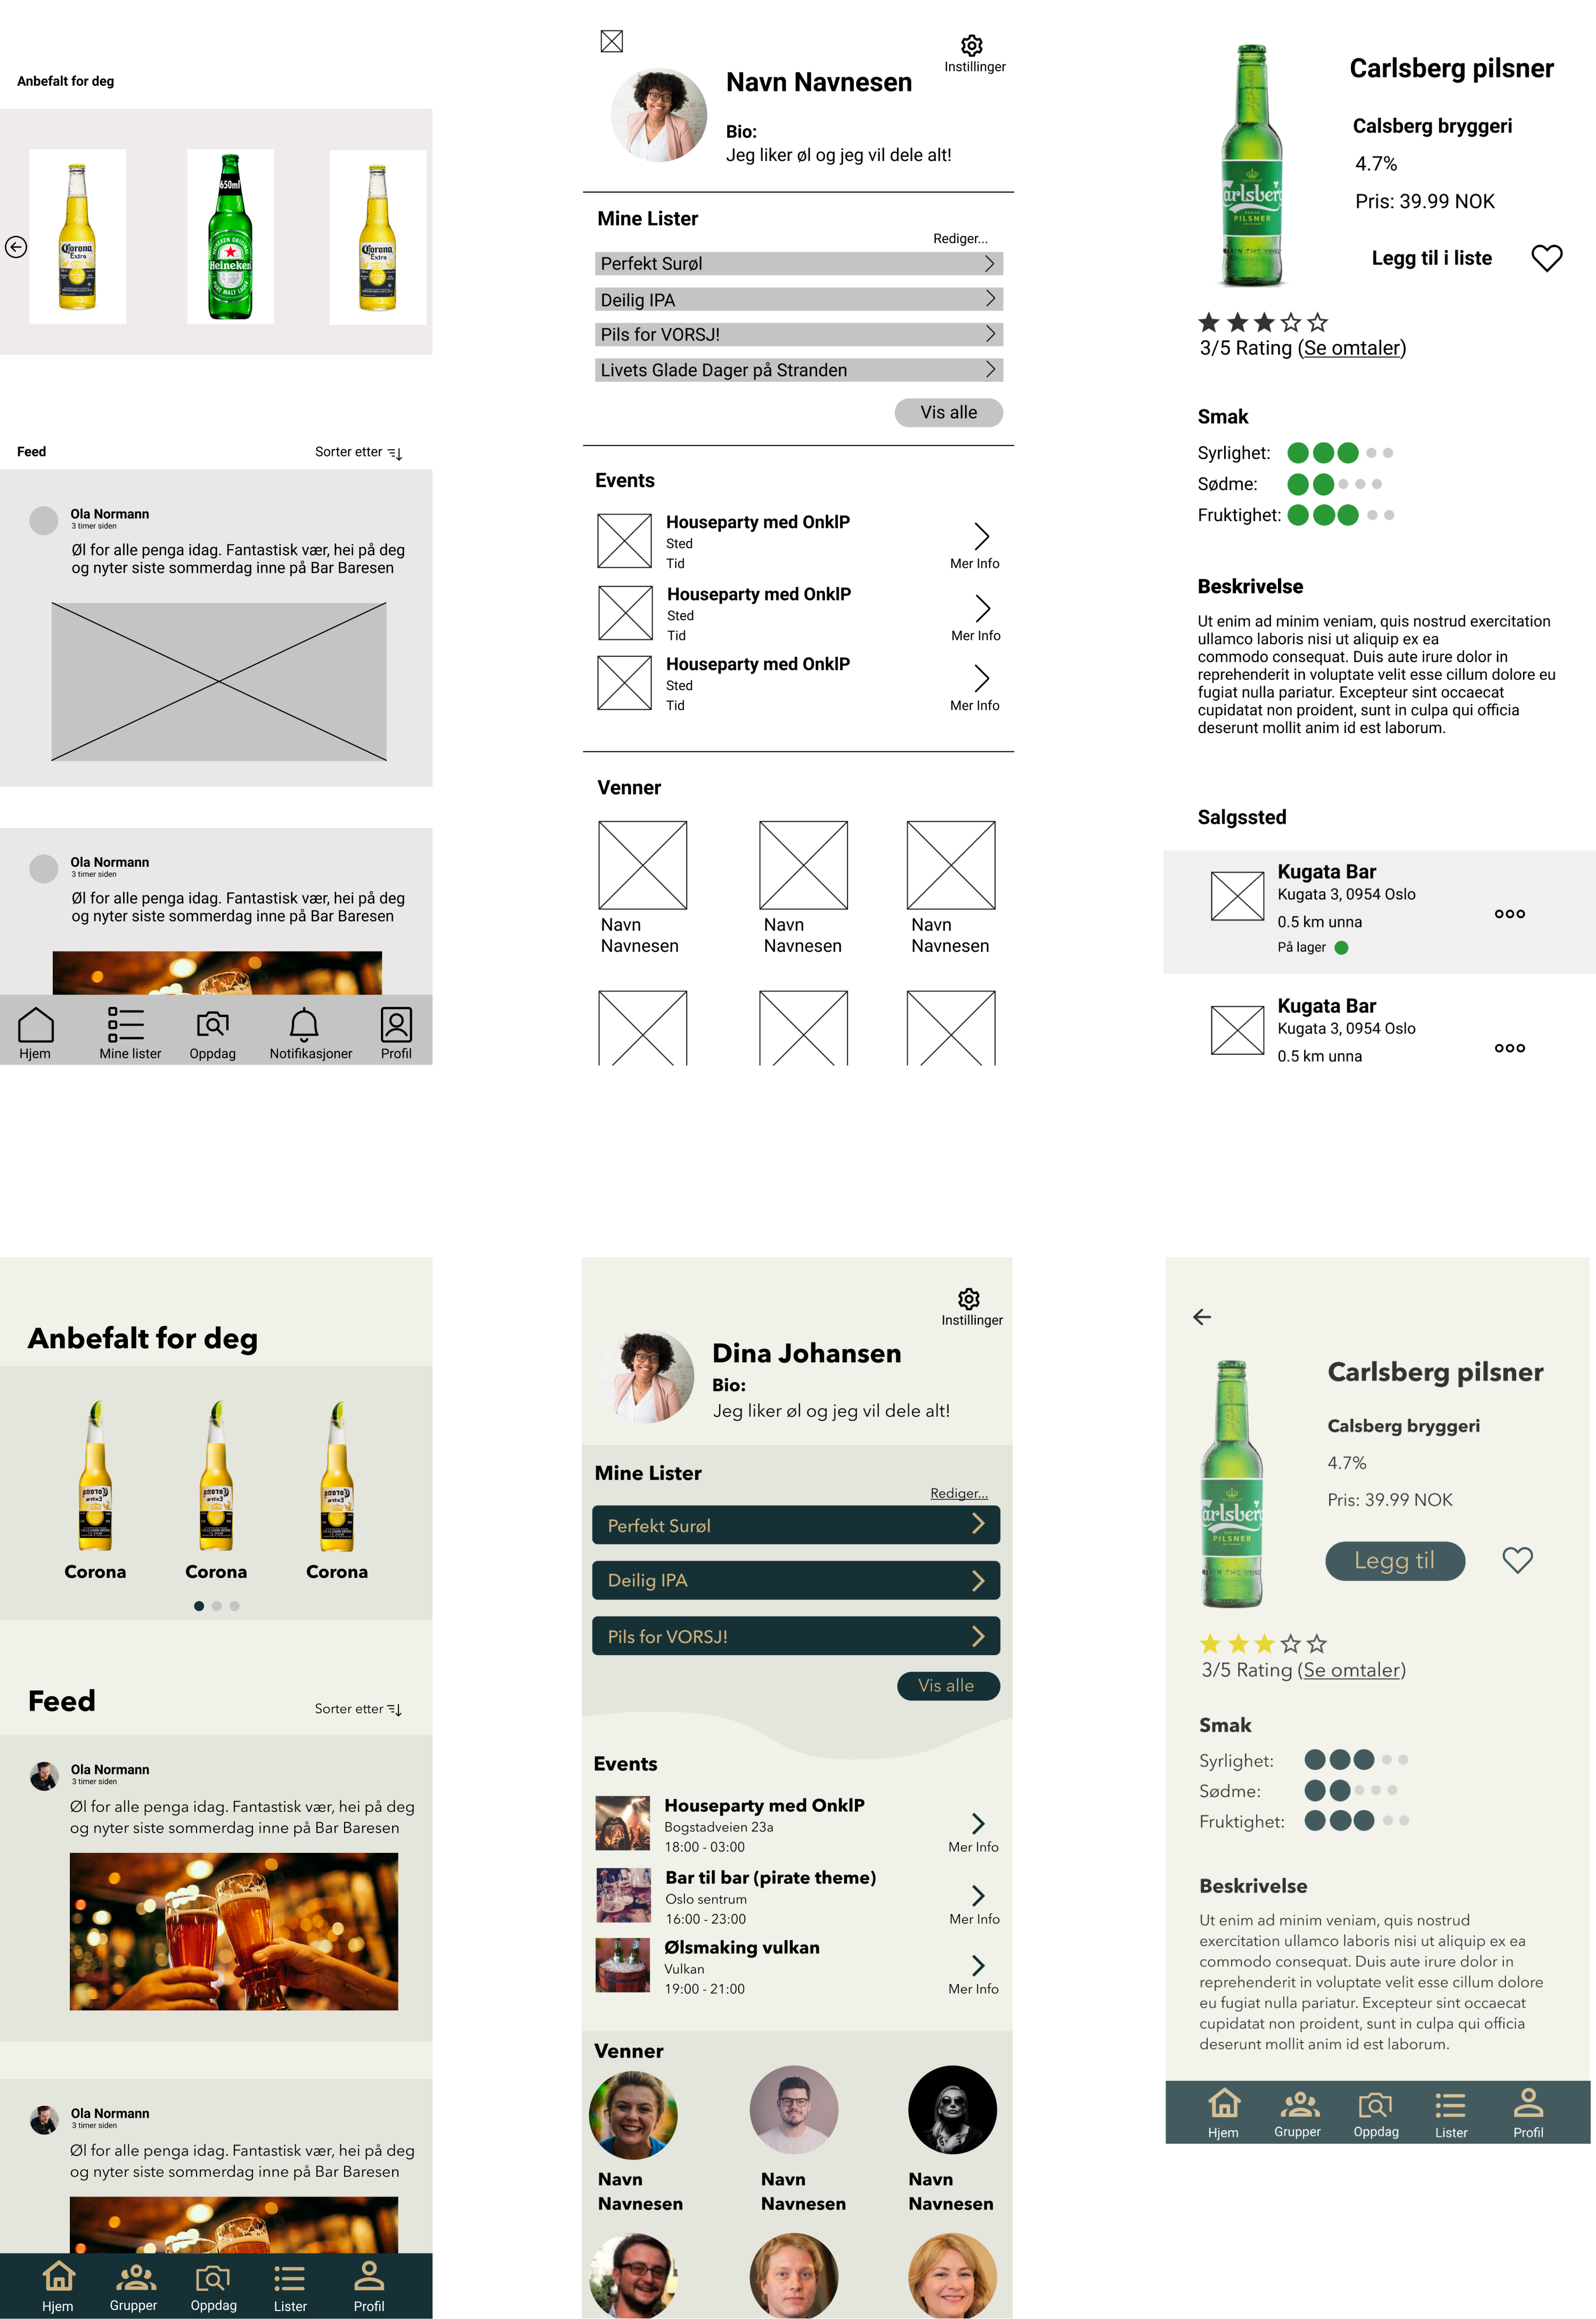 Anbefalt for deg
Corona
Extra
650ml
Heineken
Corona
Extra
Feed
Sorter etter
Ola Normann
3 timer siden
Øl for alle penga idag. Fantastisk vær, hei på deg
og nyter siste sommerdag inne på Bar Baresen
Ola Normann
3 timer siden
Øl for alle penga idag. Fantastisk vær, hei på deg
og nyter siste sommerdag inne på Bar Baresen
Hjem
Mine lister
Oppdag
Notifikasjoner
Profil
Instillinger
Navn Navnesen
Bio:
Jeg liker øl og jeg vil dele alt!
Mine Lister
Rediger...
Perfekt Surøl
Deilig IPA
Pils for VORSJ!
Livets Glade Dager på Stranden
Vis alle
Events
Houseparty med OnklP
Sted
Tid
Mer Info
Houseparty med OnklP
Sted
Tid
Mer Info
Houseparty med OnklP
Sted
Tid
Mer Info
Venner
Navn
Navnesen
Navn
Navnesen
Navn
Navnesen
Carlsberg pilsner
Calsberg bryggeri
4.7%
Pris: 39.99 NOK
Legg til i liste
Carlsberg
PILSNER
3/5 Rating (Se omtaler)
Smak
Syrlighet:
Sødme:
Fruktighet:
Beskrivelse
Ut enim ad minim veniam, quis nostrud exercitation
ullamco laboris nisi ut aliquip ex ea
commodo consequat. Duis aute irure dolor in
reprehenderit in voluptate velit esse cillum dolore eu
fugiat nulla pariatur. Excepteur sint occaecat
cupidatat non proident, sunt in culpa qui officia
deserunt mollit anim id est laborum.
Salgssted
Kugata Bar
Kugata 3, 0954 Oslo
0.5 km unna
På lager
Kugata Bar
Kugata 3, 0954 Oslo
0.5 km unna
Anbefalt for deg
Corona
Extra
Corona
Extra
Corona
Extra
Corona
Corona
Corona
Feed
Sorter etter
Ola Normann
3 timer siden
Øl for alle penga idag. Fantastisk vær, hei på deg
og nyter siste sommerdag inne på Bar Baresen
Ola Normann
3 timer siden
Øl for alle penga idag. Fantastisk vær, hei på deg
og nyter siste sommerdag inne på Bar Baresen
Hjem
Grupper
Oppdag
Lister
Profil
Instillinger
Dina Johansen
Bio:
Jeg liker øl og jeg vil dele alt!
Mine Lister
Rediger...
Perfekt Surøl
Deilig IPA
Pils for VORSJ!
Vis alle
Events
Houseparty med OnklP
Bogstadveien 23a
18:00 - 03:00
Mer Info
Bar til bar (pirate theme)
Oslo sentrum
16:00 - 23:00
Mer Info
Ølsmaking vulkan
Vulkan
19:00 - 21:00
Mer Info
Venner
Navn
Navnesen
Navn
Navnesen
Navn
Navnesen
Carlsberg pilsner
Calsberg bryggeri
4.7%
Pris: 39.99 NOK
Legg til
Carlsberg
PILSNER
3/5 Rating (Se omtaler)
Smak
Syrlighet:
Sødme:
Fruktighet:
Beskrivelse
Ut enim ad minim veniam, quis nostrud
exercitation ullamco laboris nisi ut aliquip ex ea
commodo consequat. Duis aute irure dolor in
reprehenderit in voluptate velit esse cillum dolore
eu fugiat nulla pariatur. Excepteur sint occaecat
cupidatat non proident, sunt in culpa qui officia
deserunt mollit anim id est laborum.
Hjem
Grupper
Oppdag
Lister
Profil